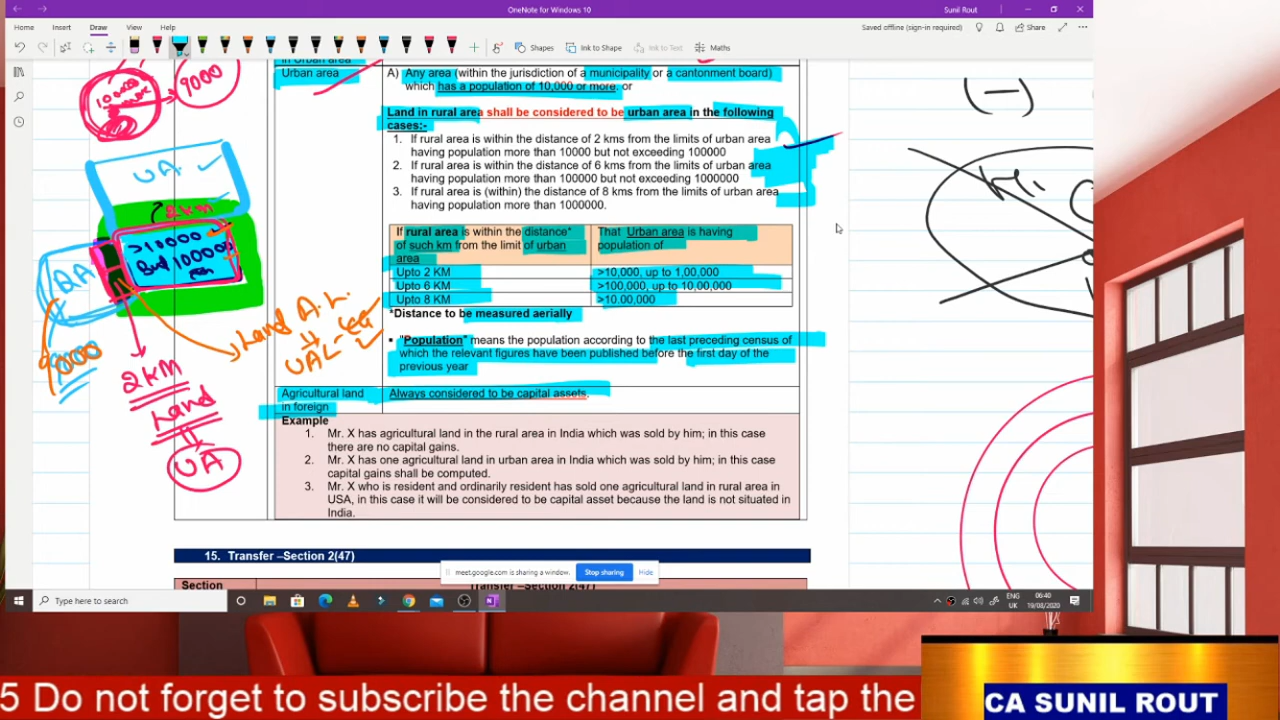 OneNote for Windows 10
Sunil Rout
Home Insert Draw View Help
Saved offline (sign-in required)
Share
Shapes
Ink to Shape
Ink to Text
Maths
in Urban area
Urban area
A) Any area (within the jurisdiction of a municipality or a cantonment board)
which has a population of 10,000 or more. or
Land in rural area shall be considered to be urban area in the following
cases:-
1. If rural area is within the distance of 2 kms from the limits of urban area
having population more than 10000 but not exceeding 100000
2. If rural area is within the distance of 6 kms from the limits of urban area
having population more than 100000 but not exceeding 1000000
3. If rural area is (within) the distance of 8 kms from the limits of urban area
having population more than 1000000.
If rural area is within the distance*
of such km from the limit of urban
area
That Urban area is having
population of
Upto 2 KM >10,000, up to 1,00,000
Upto 6 KM >100,000, up to 10,00,000
Upto 8 KM >10,00,000
*Distance to be measured aerially
• "Population" means the population according to the last preceding census of
which the relevant figures have been published before the first day of the
previous year
Agricultural land
in foreign
Always considered to be capital assets.
Example
1. Mr. X has agricultural land in the rural area in India which was sold by him; in this case
there are no capital gains.
2. Mr. X has one agricultural land in urban area in India which was sold by him; in this case
capital gains shall be computed.
3. Mr. X who is resident and ordinarily resident has sold one agricultural land in rural area in
USA, in this case it will be considered to be capital asset because the land is not situated in
India.
15. Transfer –Section 2(47)
Section
Transfer –Section 2(47)
9000
UA
2km
>10000
But 100000
90000
Land A.L.
UAL
2KM
Land
UA
(-)
meet.google.com is sharing a window.
Stop sharing
Hide
Type here to search
ENG
UK
06:40
19/08/2020
5 Do not forget to subscribe the channel and tap the
CA SUNIL ROUT